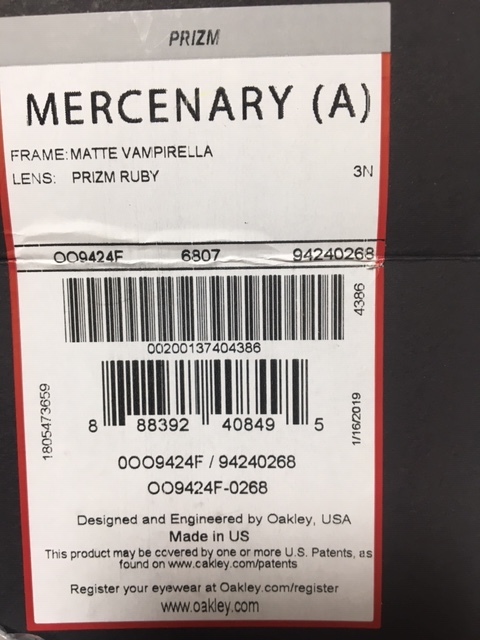 PRIZM
MERCENARY (A)
FRAME: MATTE VAMPIRELLA
LENS: PRIZM RUBY 3N
OO9424F 6807 94240268
4386
00200137404386
1805473659
8 88392 40849 5
1/16/2019
0OO9424F / 94240268
OO9424F-0268
Designed and Engineered by Oakley, USA
Made in US
This product may be covered by one or more U.S. Patents, as
found on www.oakley.com/patents
Register your eyewear at Oakley.com/register
www.oakley.com